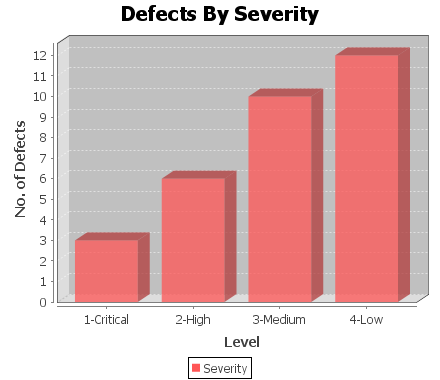 Defects By Severity
No. of Defects
12
11
10
9
8
7
6
5
4
3
2
1
0
1-Critical 2-High 3-Medium 4-Low
Level
Severity